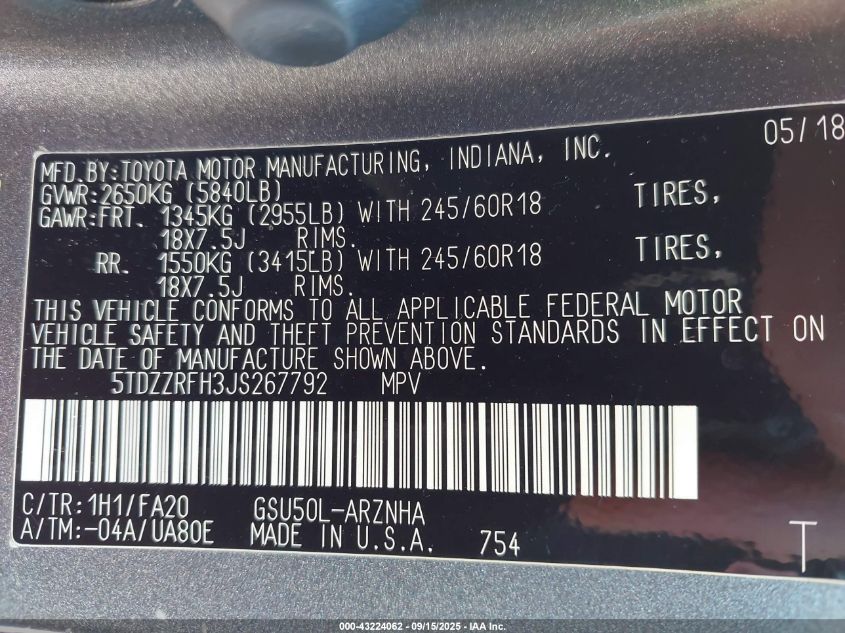 05/18
MFD.BY:TOYOTA MOTOR MANUFACTURING, INDIANA, INC.
GVWR:2650KG (5840LB)
GAWR:FRT. 1345KG (2955LB) WITH 245/60R18 TIRES,
18X7.5J RIMS.
RR. 1550KG (3415LB) WITH 245/60R18 TIRES,
18X7.5J RIMS.
THIS VEHICLE CONFORMS TO ALL APPLICABLE FEDERAL MOTOR
VEHICLE SAFETY AND THEFT PREVENTION STANDARDS IN EFFECT ON
THE DATE OF MANUFACTURE SHOWN ABOVE.
5TDZZRFH3JS267792 MPV
C/TR:1H1/FA20 GSU50L-ARZNHA
A/TM:-04A/UA80E MADE IN U.S.A. 754 T
000-43224062 - 09/15/2025 - IAA Inc.